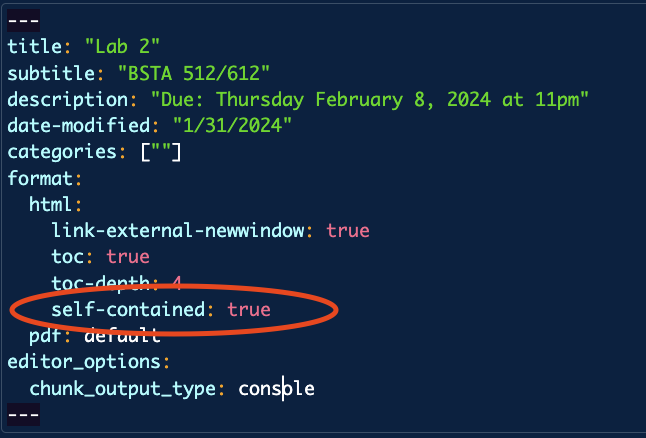 ---
title: "Lab 2"
subtitle: "BSTA 512/612"
description: "Due: Thursday February 8, 2024 at 11pm"
date-modified: "1/31/2024"
categories: [""]
format:
  html:
    link-external-newwindow: true
    toc: true
    toc-depth: 4
    self-contained: true
  pdf: default
editor_options:
  chunk_output_type: console
---